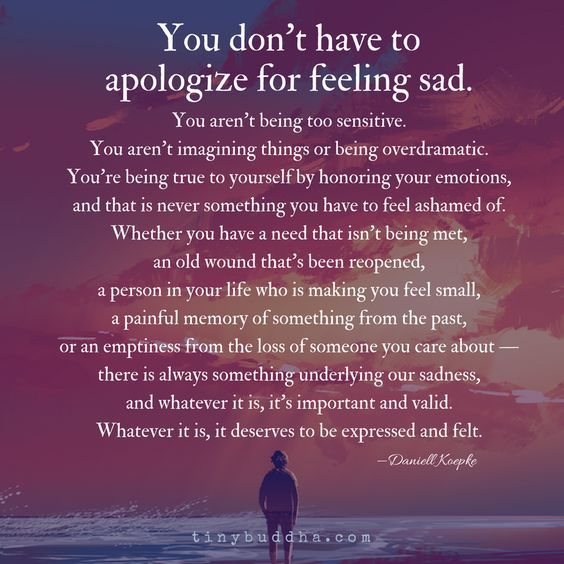 You don't have to
apologize for feeling sad.
You aren't being too sensitive.
You aren't imagining things or being overdramatic.
You're being true to yourself by honoring your emotions,
and that is never something you have to feel ashamed of.
Whether you have a need that isn't being met,
an old wound that's been reopened,
a person in your life who is making you feel small,
a painful memory of something from the past,
or an emptiness from the loss of someone you care about —
there is always something underlying our sadness,
and whatever it is, it's important and valid.
Whatever it is, it deserves to be expressed and felt.
—Daniell Koepke
tinybuddha.com